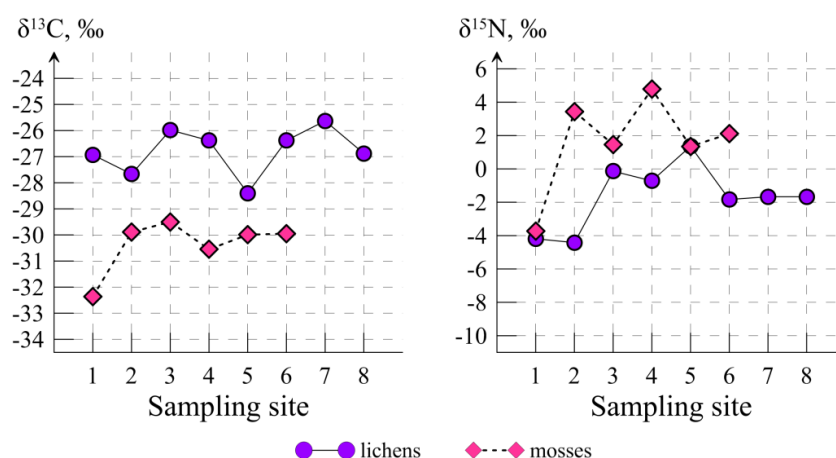 δ¹³C, ‰
-24
-25
-26
-27
-28
-29
-30
-31
-32
-33
-34
1 2 3 4 5 6 7 8
Sampling site
δ¹⁵N, ‰
6
4
2
0
-2
-4
-6
-8
-10
1 2 3 4 5 6 7 8
Sampling site
lichens mosses